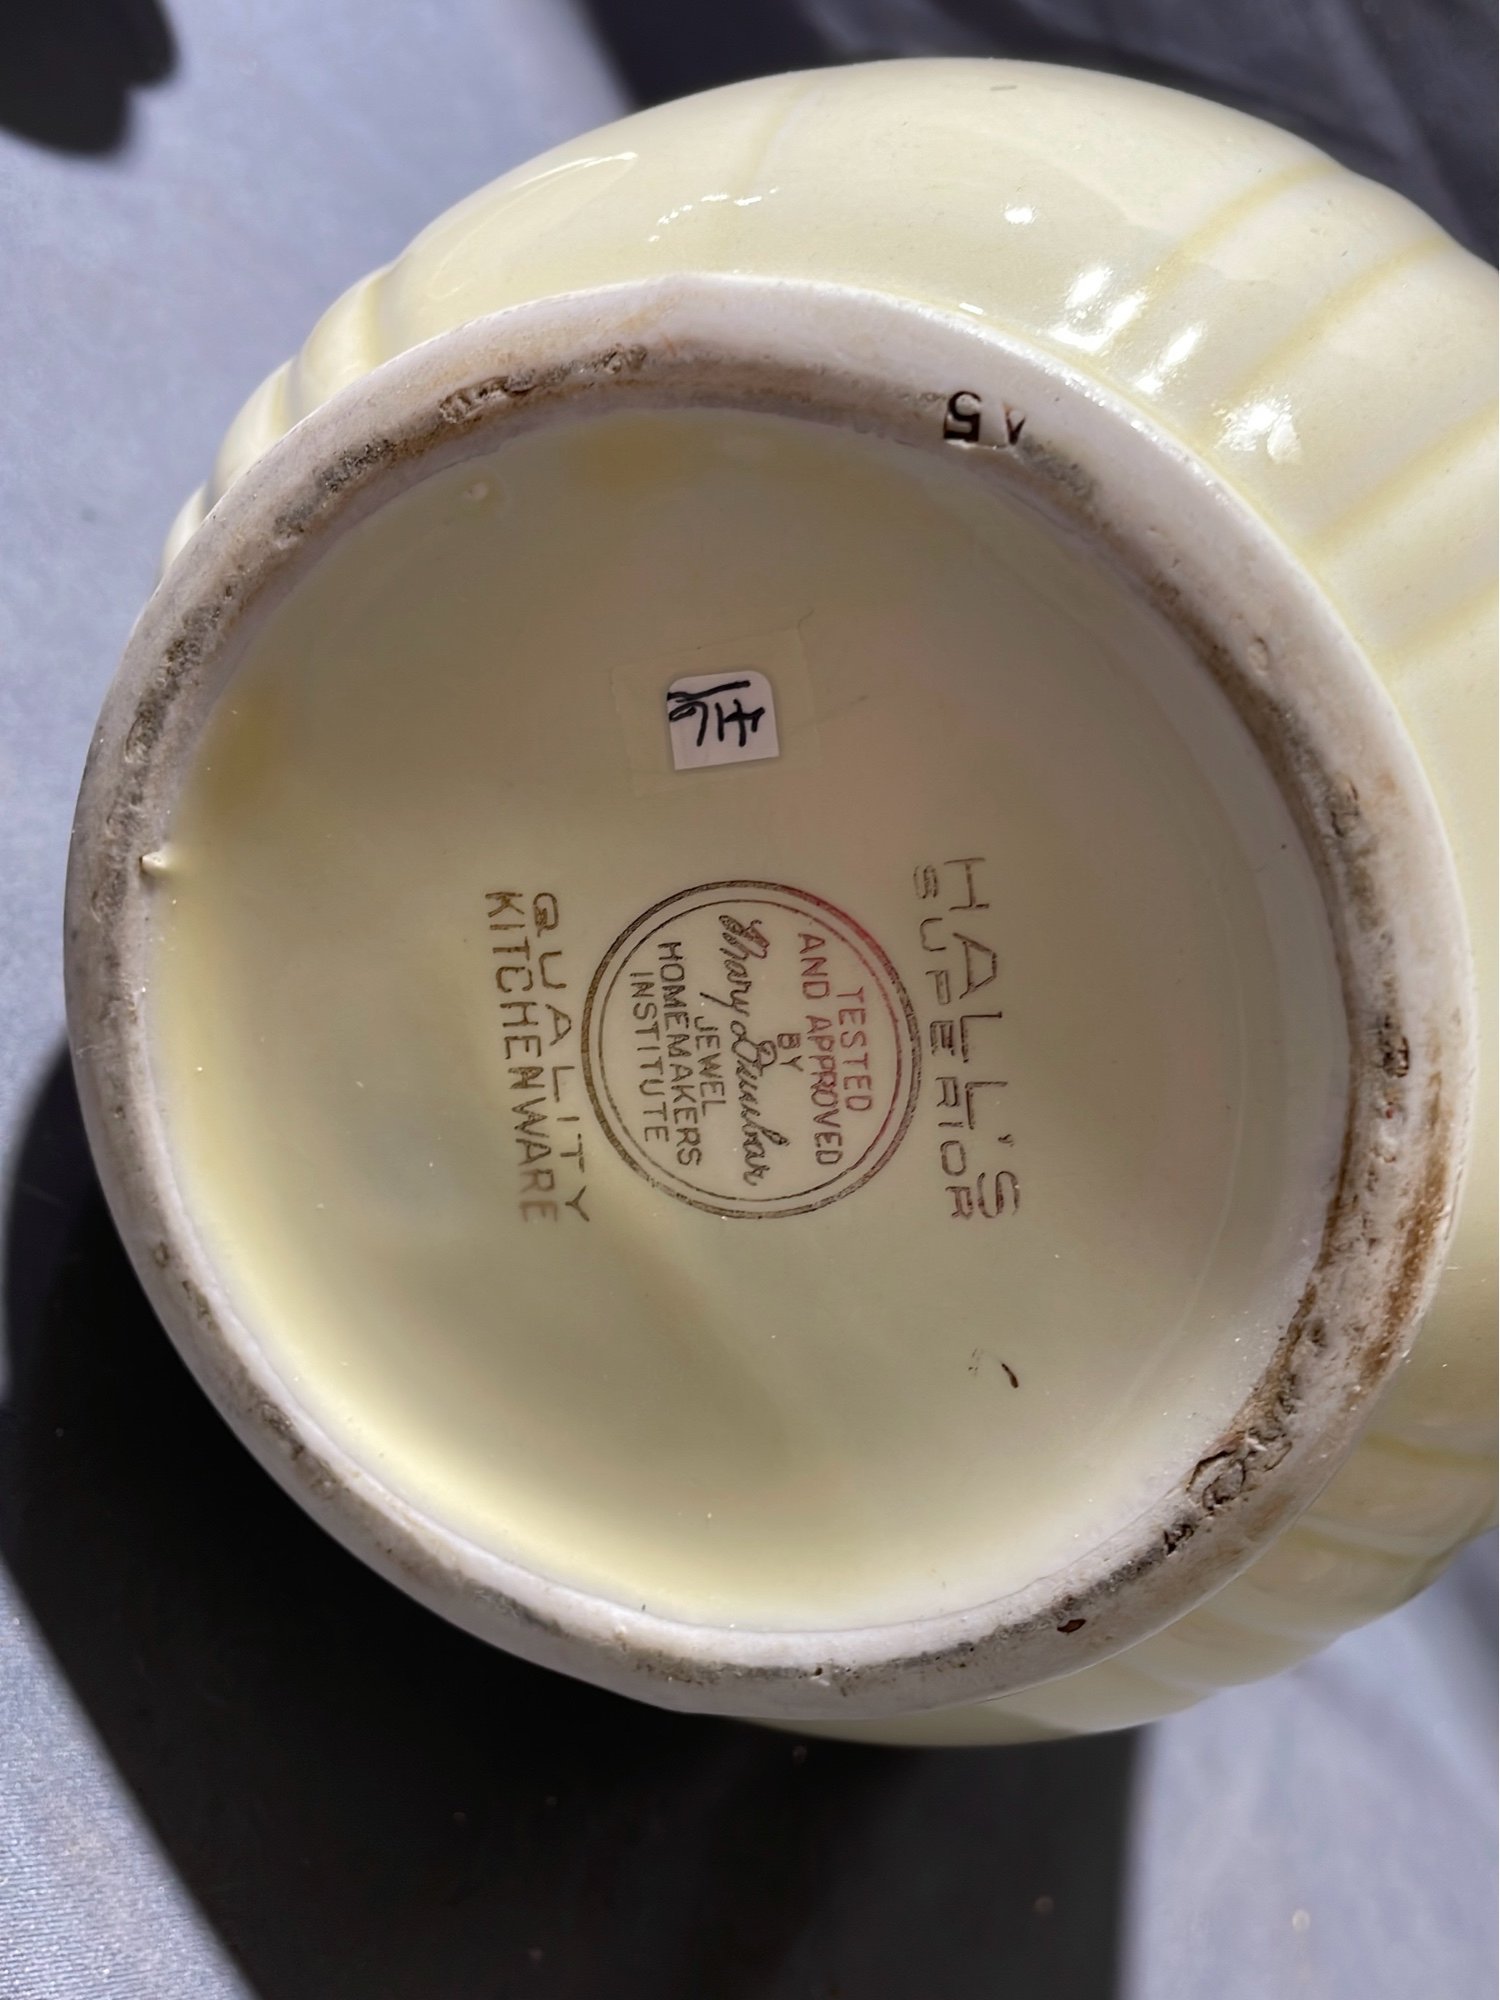 HALL'S
SUPERIOR
TESTED
AND APPROVED
BY
Mary Dunbar
JEWEL
HOMEMAKERS
INSTITUTE
QUALITY
KITCHENWARE